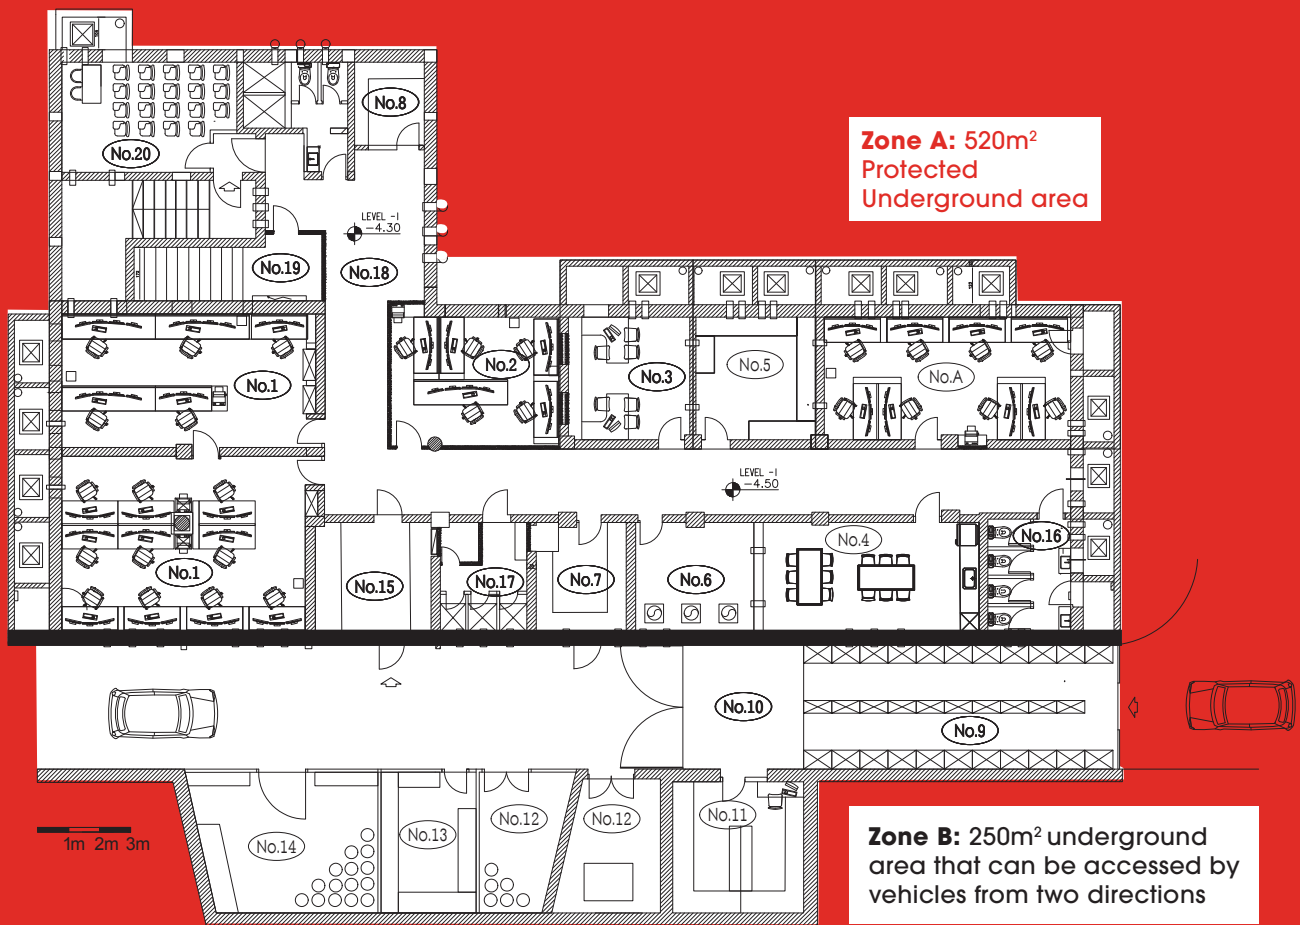 No.8
No.20
Zone A: 520m²
Protected
Underground area
LEVEL -1
-4.30
No.19
No.18
No.2
No.3
No.5
No.A
No.1
LEVEL -1
-4.50
No.1
No.15
No.17
No.7
No.6
No.4
No.16
No.10
No.9
No.14
No.13
No.12
No.12
No.11
1m 2m 3m
Zone B: 250m² underground
area that can be accessed by
vehicles from two directions